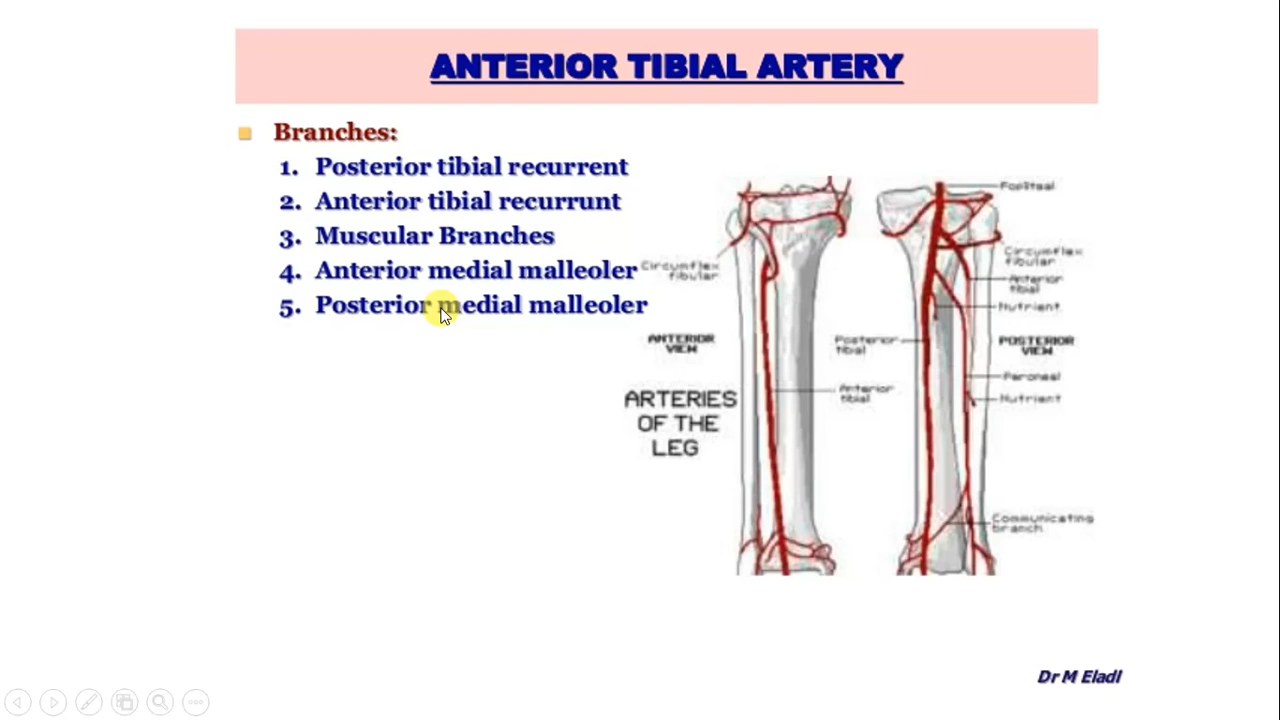 ANTERIOR TIBIAL ARTERY
Branches:
1. Posterior tibial recurrent
2. Anterior tibial recurrunt
3. Muscular Branches
4. Anterior medial malleoler
5. Posterior medial malleoler
Circumflex
fibular
ANTERIOR
VIEW
ARTERIES
OF THE
LEG
Posterior
tibial
Anterior
tibial
Popliteal
Circumflex
fibular
Anterior
tibial
Nutrient
POSTERIOR
VIEW
Peroneal
Nutrient
Communicating
branch
Dr M Eladl